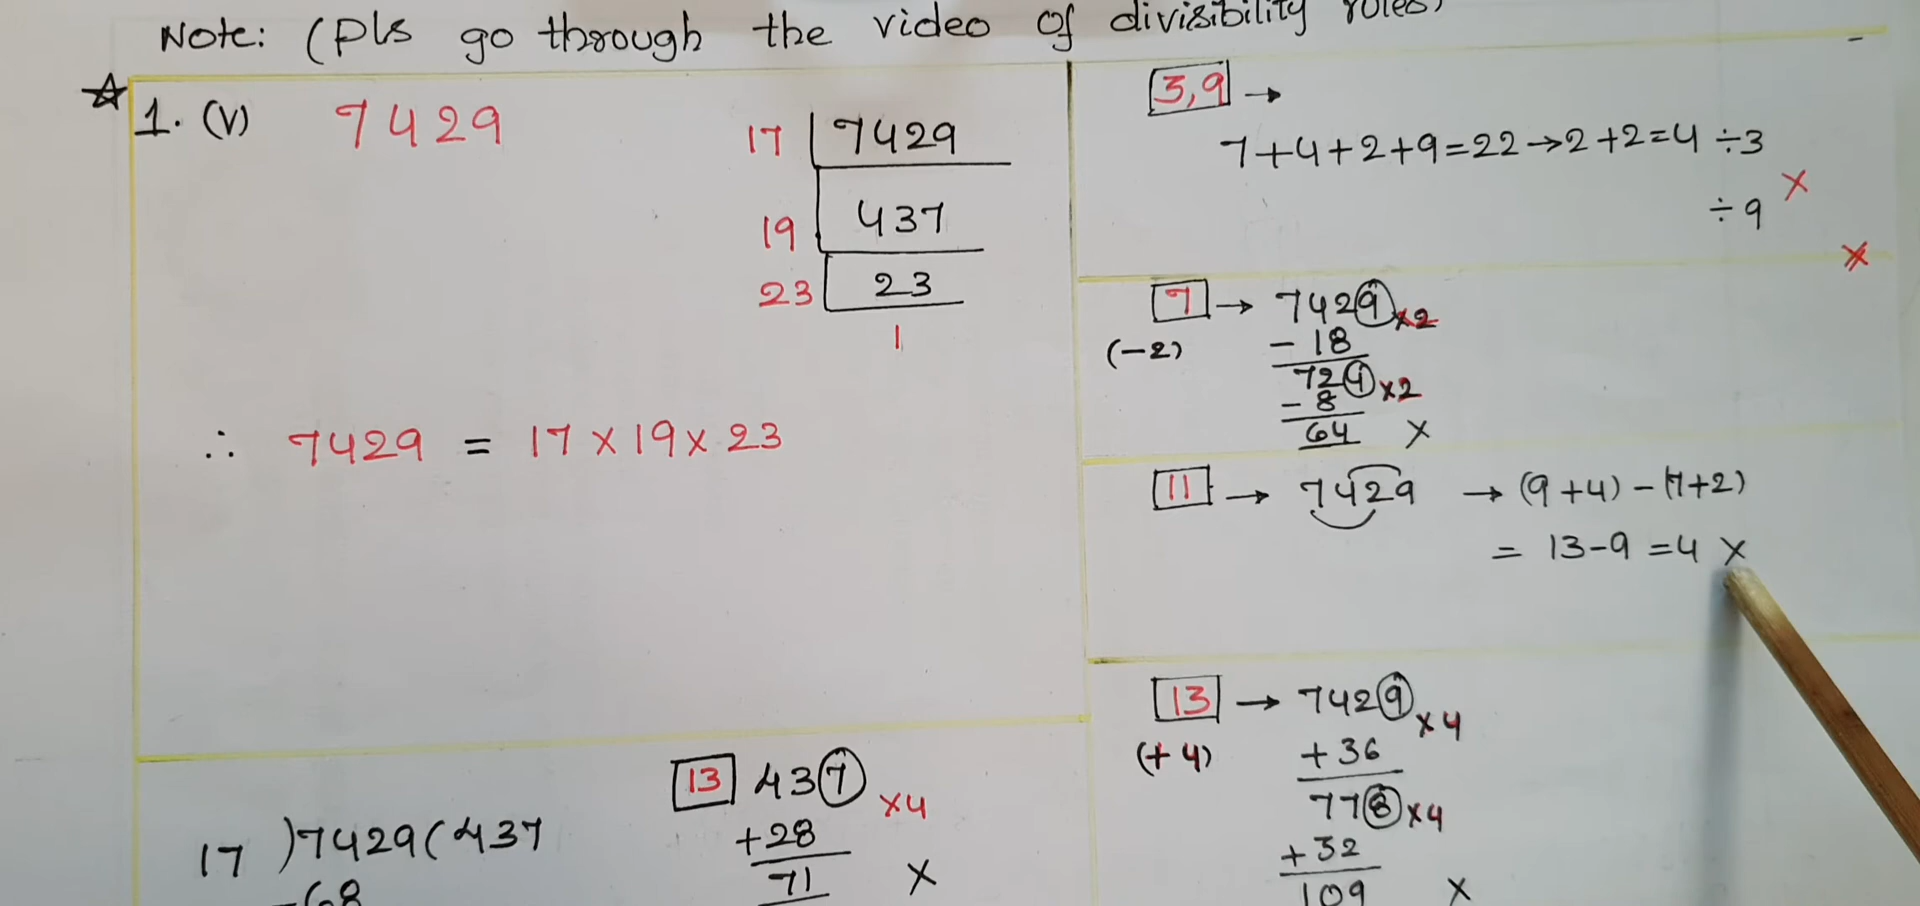 Note: (Pls go through the video of divisibility rules)
☆ 1. (V) 7429
17 | 7429
19 | 437
23 | 23
1
∴ 7429 = 17 × 19 × 23
17 ) 7429 ( 437
-68
13 437 ×4
+28
71 ×
3,9 →
7+4+2+9=22→2+2=4 ÷3 ×
÷9 ×
7 → 7429 ×2
(-2) - 18
724 ×2
- 8
64 ×
11 → 7429 → (9+4) - (7+2)
= 13-9 =4 ×
13 → 7429 ×4
(+4) +36
778 ×4
+32
109 ×